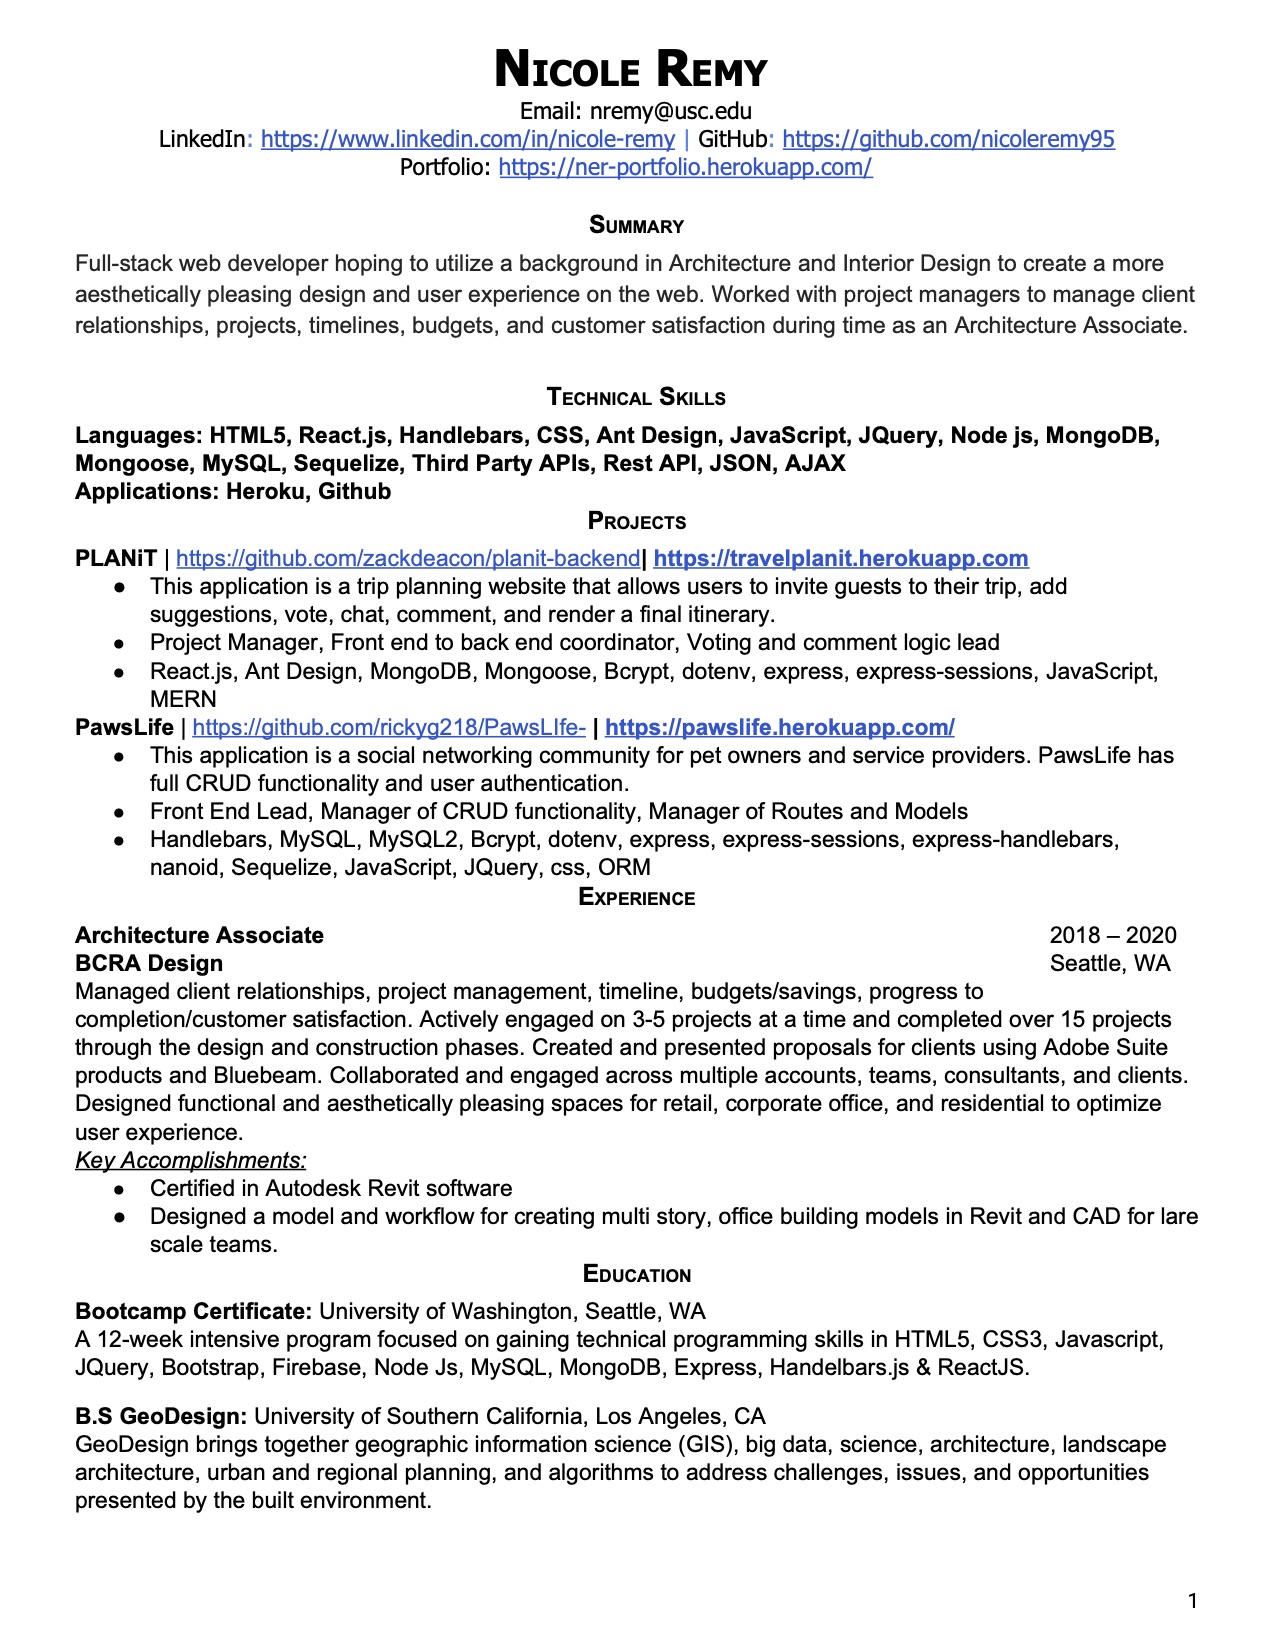 Nicole Remy
Email: nremy@usc.edu
LinkedIn: https://www.linkedin.com/in/nicole-remy | GitHub: https://github.com/nicoleremy95
Portfolio: https://ner-portfolio.herokuapp.com/
Summary
Full-stack web developer hoping to utilize a background in Architecture and Interior Design to create a more
aesthetically pleasing design and user experience on the web. Worked with project managers to manage client
relationships, projects, timelines, budgets, and customer satisfaction during time as an Architecture Associate.
Technical Skills
Languages: HTML5, React.js, Handlebars, CSS, Ant Design, JavaScript, JQuery, Node js, MongoDB,
Mongoose, MySQL, Sequelize, Third Party APIs, Rest API, JSON, AJAX
Applications: Heroku, Github
Projects
PLANiT | https://github.com/zackdeacon/planit-backend| https://travelplanit.herokuapp.com
● This application is a trip planning website that allows users to invite guests to their trip, add
suggestions, vote, chat, comment, and render a final itinerary.
● Project Manager, Front end to back end coordinator, Voting and comment logic lead
● React.js, Ant Design, MongoDB, Mongoose, Bcrypt, dotenv, express, express-sessions, JavaScript,
MERN
PawsLife | https://github.com/rickyg218/PawsLIfe- | https://pawslife.herokuapp.com/
● This application is a social networking community for pet owners and service providers. PawsLife has
full CRUD functionality and user authentication.
● Front End Lead, Manager of CRUD functionality, Manager of Routes and Models
● Handlebars, MySQL, MySQL2, Bcrypt, dotenv, express, express-sessions, express-handlebars,
nanoid, Sequelize, JavaScript, JQuery, css, ORM
Experience
Architecture Associate 2018 – 2020
BCRA Design Seattle, WA
Managed client relationships, project management, timeline, budgets/savings, progress to
completion/customer satisfaction. Actively engaged on 3-5 projects at a time and completed over 15 projects
through the design and construction phases. Created and presented proposals for clients using Adobe Suite
products and Bluebeam. Collaborated and engaged across multiple accounts, teams, consultants, and clients.
Designed functional and aesthetically pleasing spaces for retail, corporate office, and residential to optimize
user experience.
Key Accomplishments:
● Certified in Autodesk Revit software
● Designed a model and workflow for creating multi story, office building models in Revit and CAD for lare
scale teams.
Education
Bootcamp Certificate: University of Washington, Seattle, WA
A 12-week intensive program focused on gaining technical programming skills in HTML5, CSS3, Javascript,
JQuery, Bootstrap, Firebase, Node Js, MySQL, MongoDB, Express, Handelbars.js & ReactJS.
B.S GeoDesign: University of Southern California, Los Angeles, CA
GeoDesign brings together geographic information science (GIS), big data, science, architecture, landscape
architecture, urban and regional planning, and algorithms to address challenges, issues, and opportunities
presented by the built environment.
1